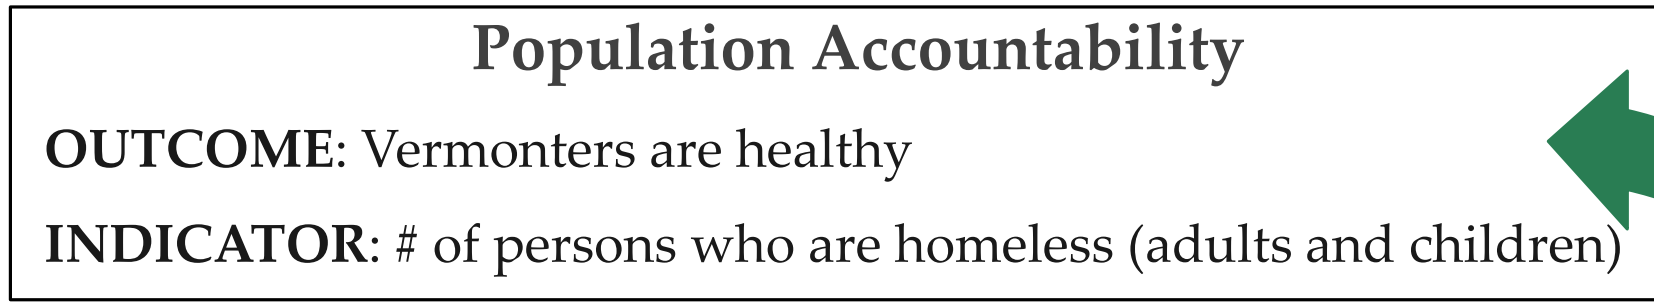 Population Accountability
OUTCOME: Vermonters are healthy
INDICATOR: # of persons who are homeless (adults and children)